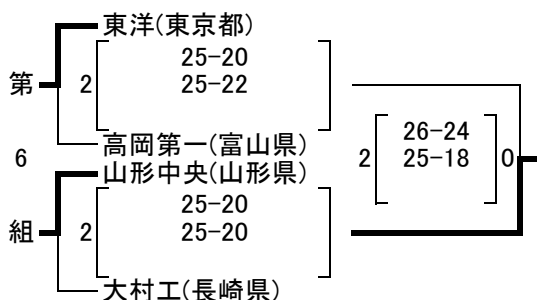 東洋(東京都)
25-20
第 2 25-22
高岡第一(富山県)
26-24
6 2 25-18 0
山形中央(山形県)
25-20
組 2 25-20
大村工(長崎県)